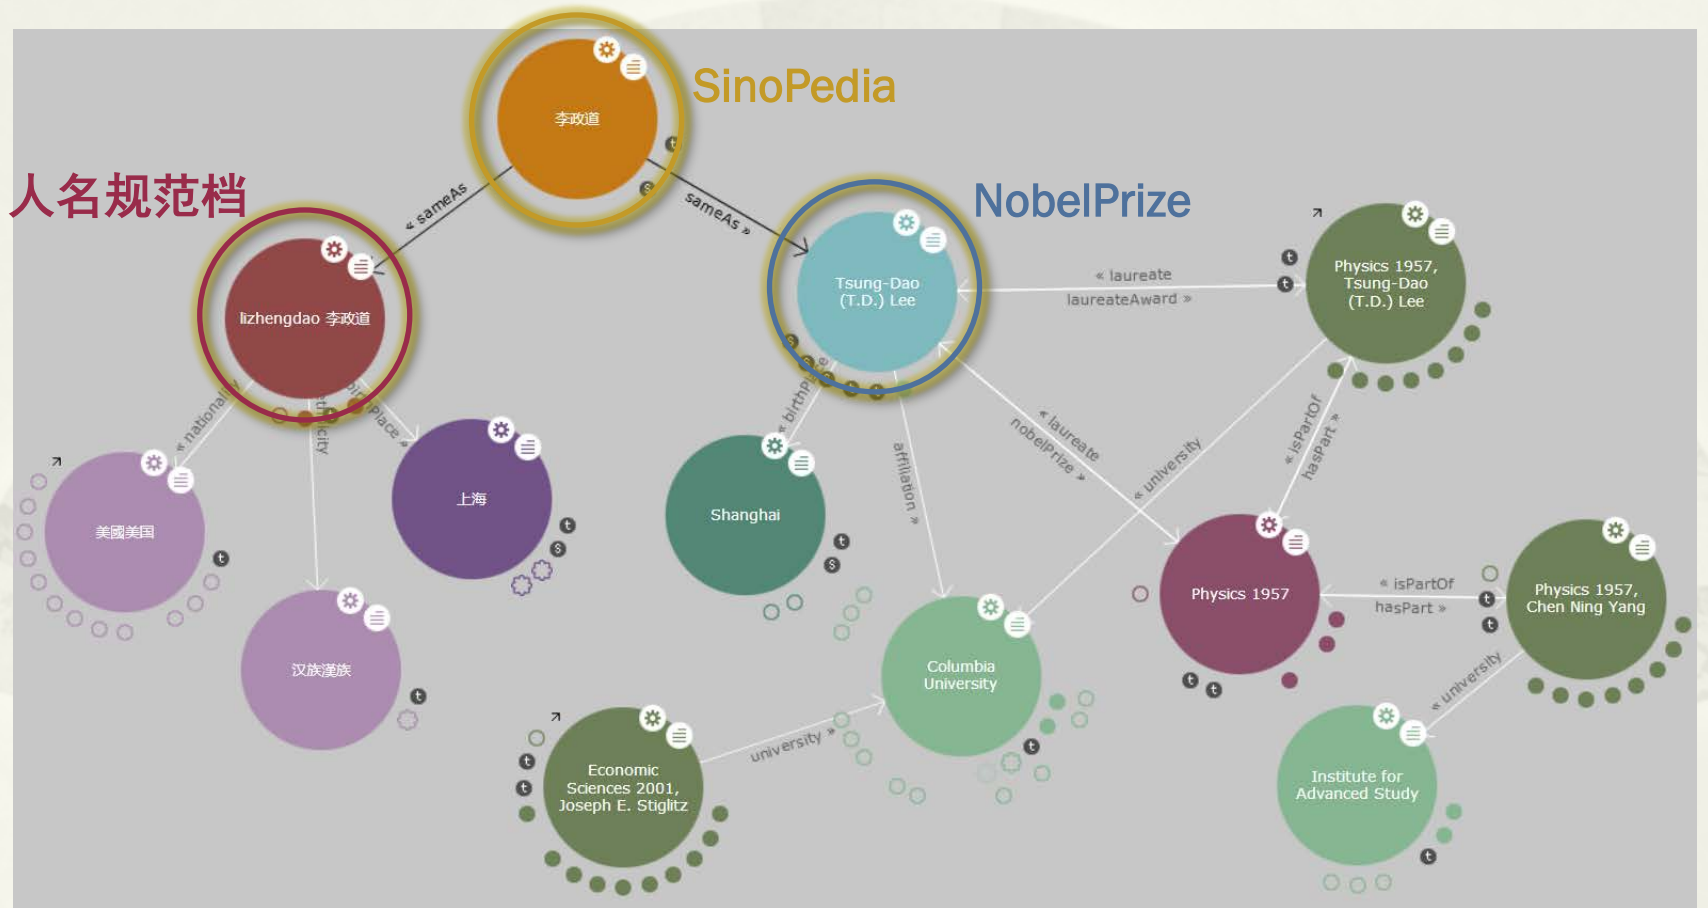 SinoPedia
李政道
人名规范档
« sameAs
sameAs »
NobelPrize
lizhengdao 李政道
Tsung-Dao
(T.D.) Lee
« laureate
laureateAward »
Physics 1957,
Tsung-Dao
(T.D.) Lee
« nationality
birthPlace »
« birthPlace
affiliation »
« laureate
nobelPrize »
« university
« isPartOf
hasPart »
美國美国
上海
Shanghai
汉族漢族
Columbia
University
Physics 1957
« isPartOf
hasPart »
Physics 1957,
Chen Ning Yang
« university
university »
Economic
Sciences 2001,
Joseph E. Stiglitz
Institute for
Advanced Study